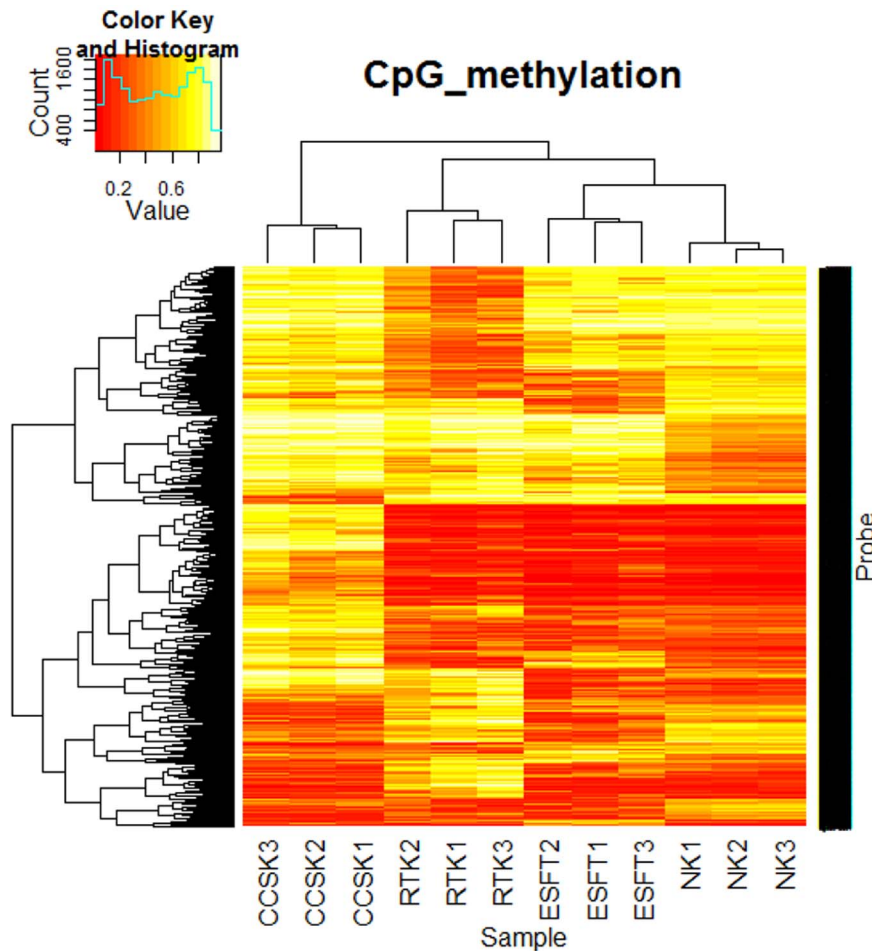 Color Key
and Histogram
Count
400
1600
0.2
0.6
Value
CpG_methylation
Probe
CCSK3
CCSK2
CCSK1
RTK2
RTK1
RTK3
ESFT2
ESFT1
ESFT3
NK1
NK2
NK3
Sample